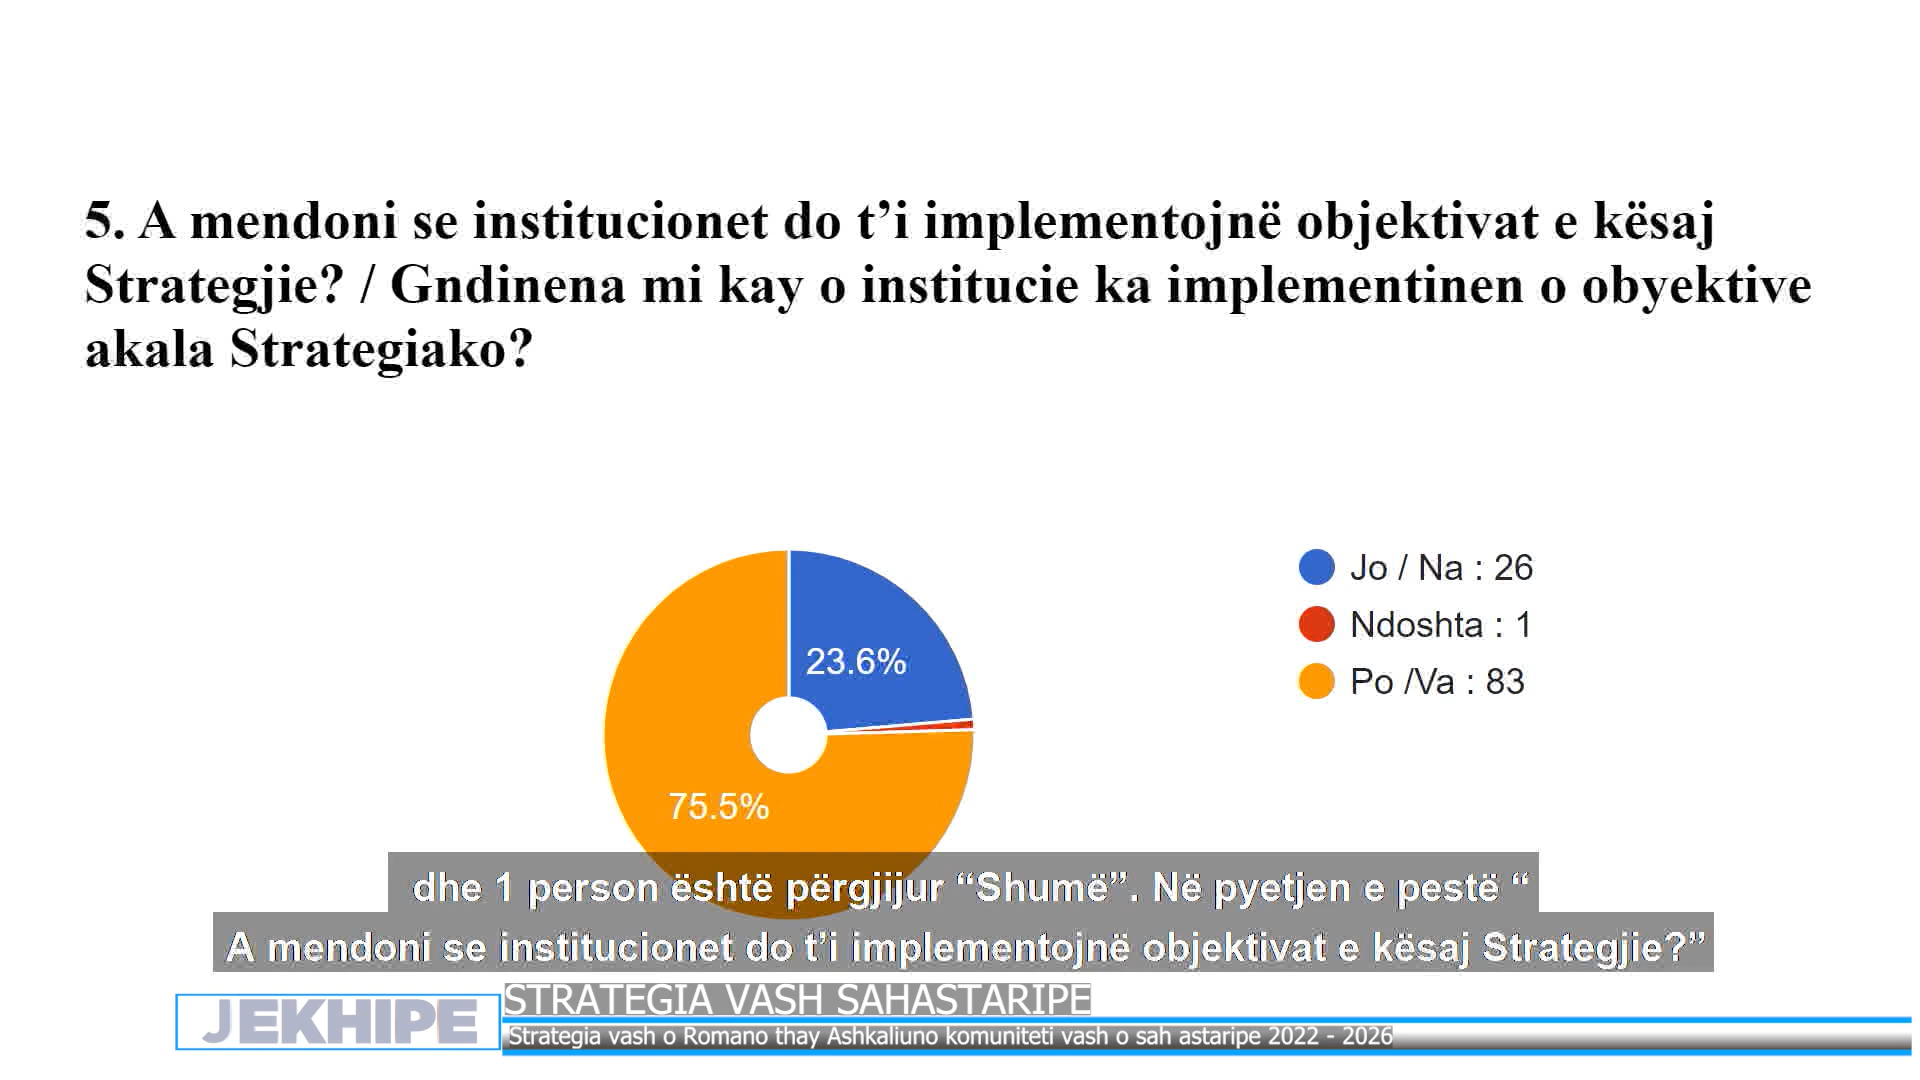 5. A mendoni se institucionet do t’i implementojnë objektivat e kësaj
Strategjie? / Gndinena mi kay o institucie ka implementinen o obyektive
akala Strategiako?
Jo / Na : 26
Ndoshta : 1
Po /Va : 83
23.6%
75.5%
dhe 1 person është përgjijur “Shumë”. Në pyetjen e pestë “
A mendoni se institucionet do t’i implementojnë objektivat e kësaj Strategjie?”
JEKHIPE
STRATEGIA VASH SAHASTARIPE
Strategia vash o Romano thay Ashkaliuno komuniteti vash o sah astaripe 2022 - 2026